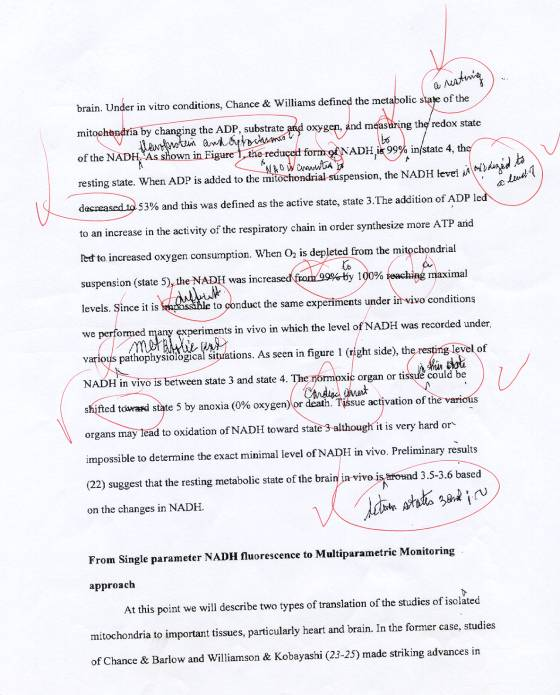 a resting
brain. Under in vitro conditions, Chance & Williams defined the metabolic state of the
mitochondria by changing the ADP, substrate and oxygen, and measuring the redox state
flavoprotein and cytochromes to
of the NADH. As shown in Figure 1, the reduced form of NADH, is 99% in state 4, the
NAD is converted to
resting state. When ADP is added to the mitochondrial suspension, the NADH level is oxidized to
a level of
decreased to 53% and this was defined as the active state, state 3.The addition of ADP led
to an increase in the activity of the respiratory chain in order synthesize more ATP and
led to increased oxygen consumption. When O2 is depleted from the mitochondrial
to a
suspension (state 5), the NADH was increased from 99% by 100% reaching maximal
difficult
levels. Since it is impossible to conduct the same experiments under in vivo conditions
we performed many experiments in vivo in which the level of NADH was recorded under
metabolic and
various pathophysiological situations. As seen in figure 1 (right side), the resting level of
in this state
NADH in vivo is between state 3 and state 4. The normoxic organ or tissue could be
Cardiac arrest
shifted toward state 5 by anoxia (0% oxygen) or death. Tissue activation of the various
organs may lead to oxidation of NADH toward state 3 although it is very hard or
impossible to determine the exact minimal level of NADH in vivo. Preliminary results
(22) suggest that the resting metabolic state of the brain in vivo is around 3.5-3.6 based
between states 3 and
on the changes in NADH.
From Single parameter NADH fluorescence to Multiparametric Monitoring
approach
At this point we will describe two types of translation of the studies of isolated
mitochondria to important tissues, particularly heart and brain. In the former case, studies
of Chance & Barlow and Williamson & Kobayashi (23-25) made striking advances in